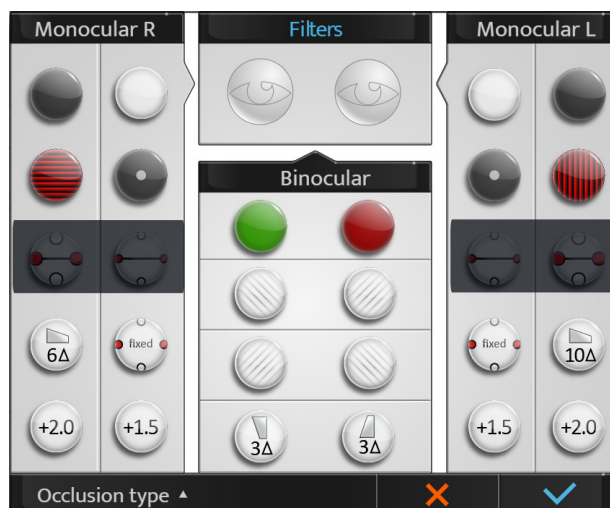 Monocular R
Filters
Monocular L
Binocular
6Δ
fixed
fixed
10Δ
+2.0
+1.5
3Δ
3Δ
+1.5
+2.0
Occlusion type ▲